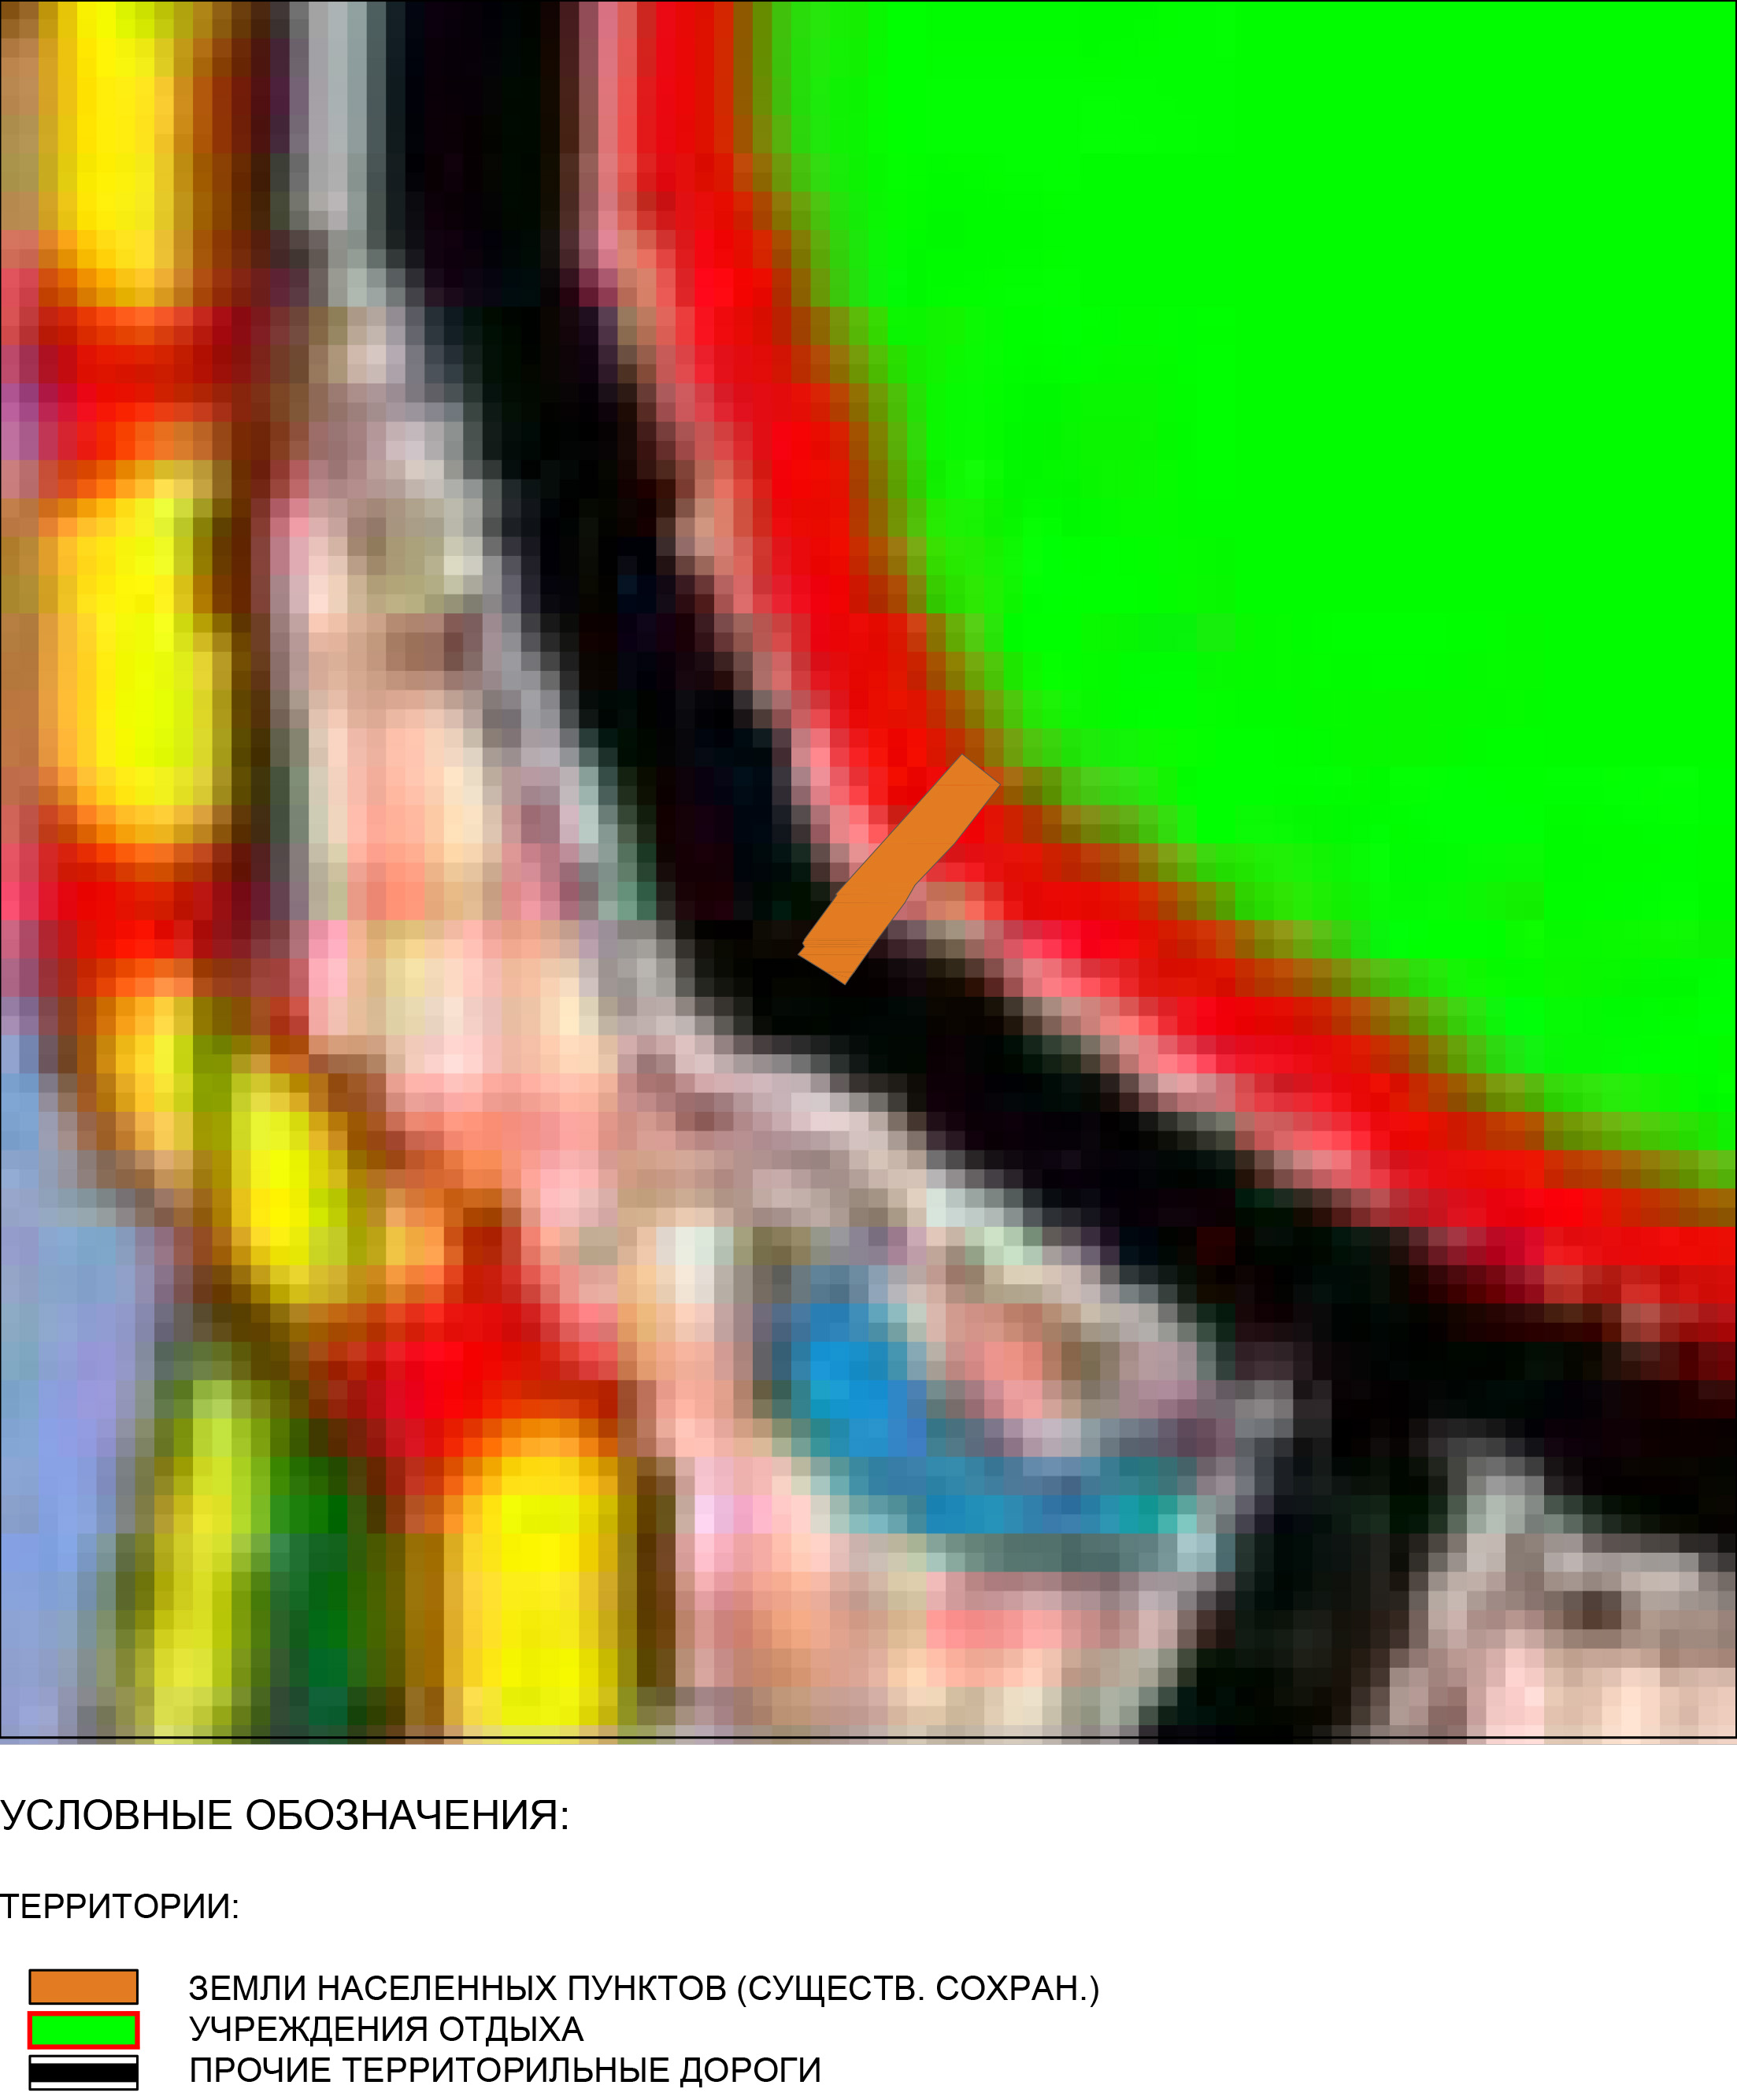 УСЛОВНЫЕ ОБОЗНАЧЕНИЯ:
ТЕРРИТОРИИ:
ЗЕМЛИ НАСЕЛЕННЫХ ПУНКТОВ (СУЩЕСТВ. СОХРАН.)
УЧРЕЖДЕНИЯ ОТДЫХА
ПРОЧИЕ ТЕРРИТОРИЛЬНЫЕ ДОРОГИ